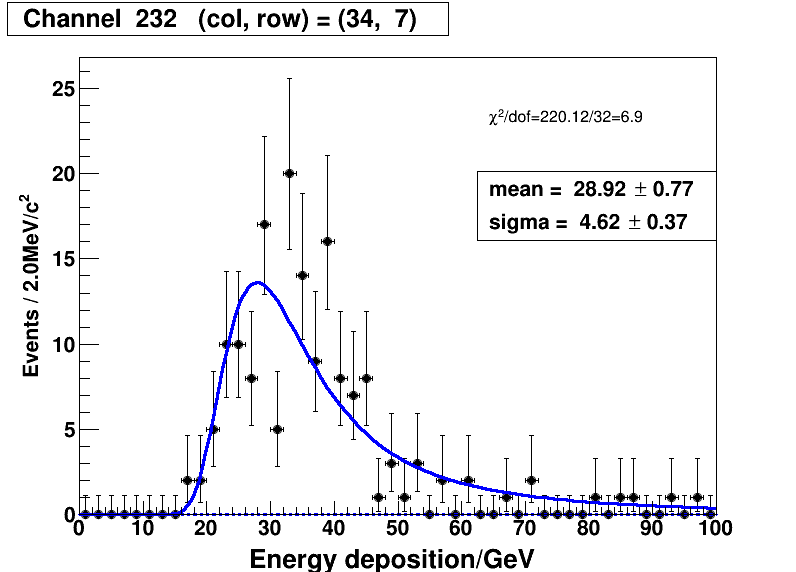 Channel 232 (col, row) = (34, 7)
χ²/dof=220.12/32=6.9
mean = 28.92 ± 0.77
sigma = 4.62 ± 0.37
Events / 2.0MeV/c²
25
20
15
10
5
0
0 10 20 30 40 50 60 70 80 90 100
Energy deposition/GeV